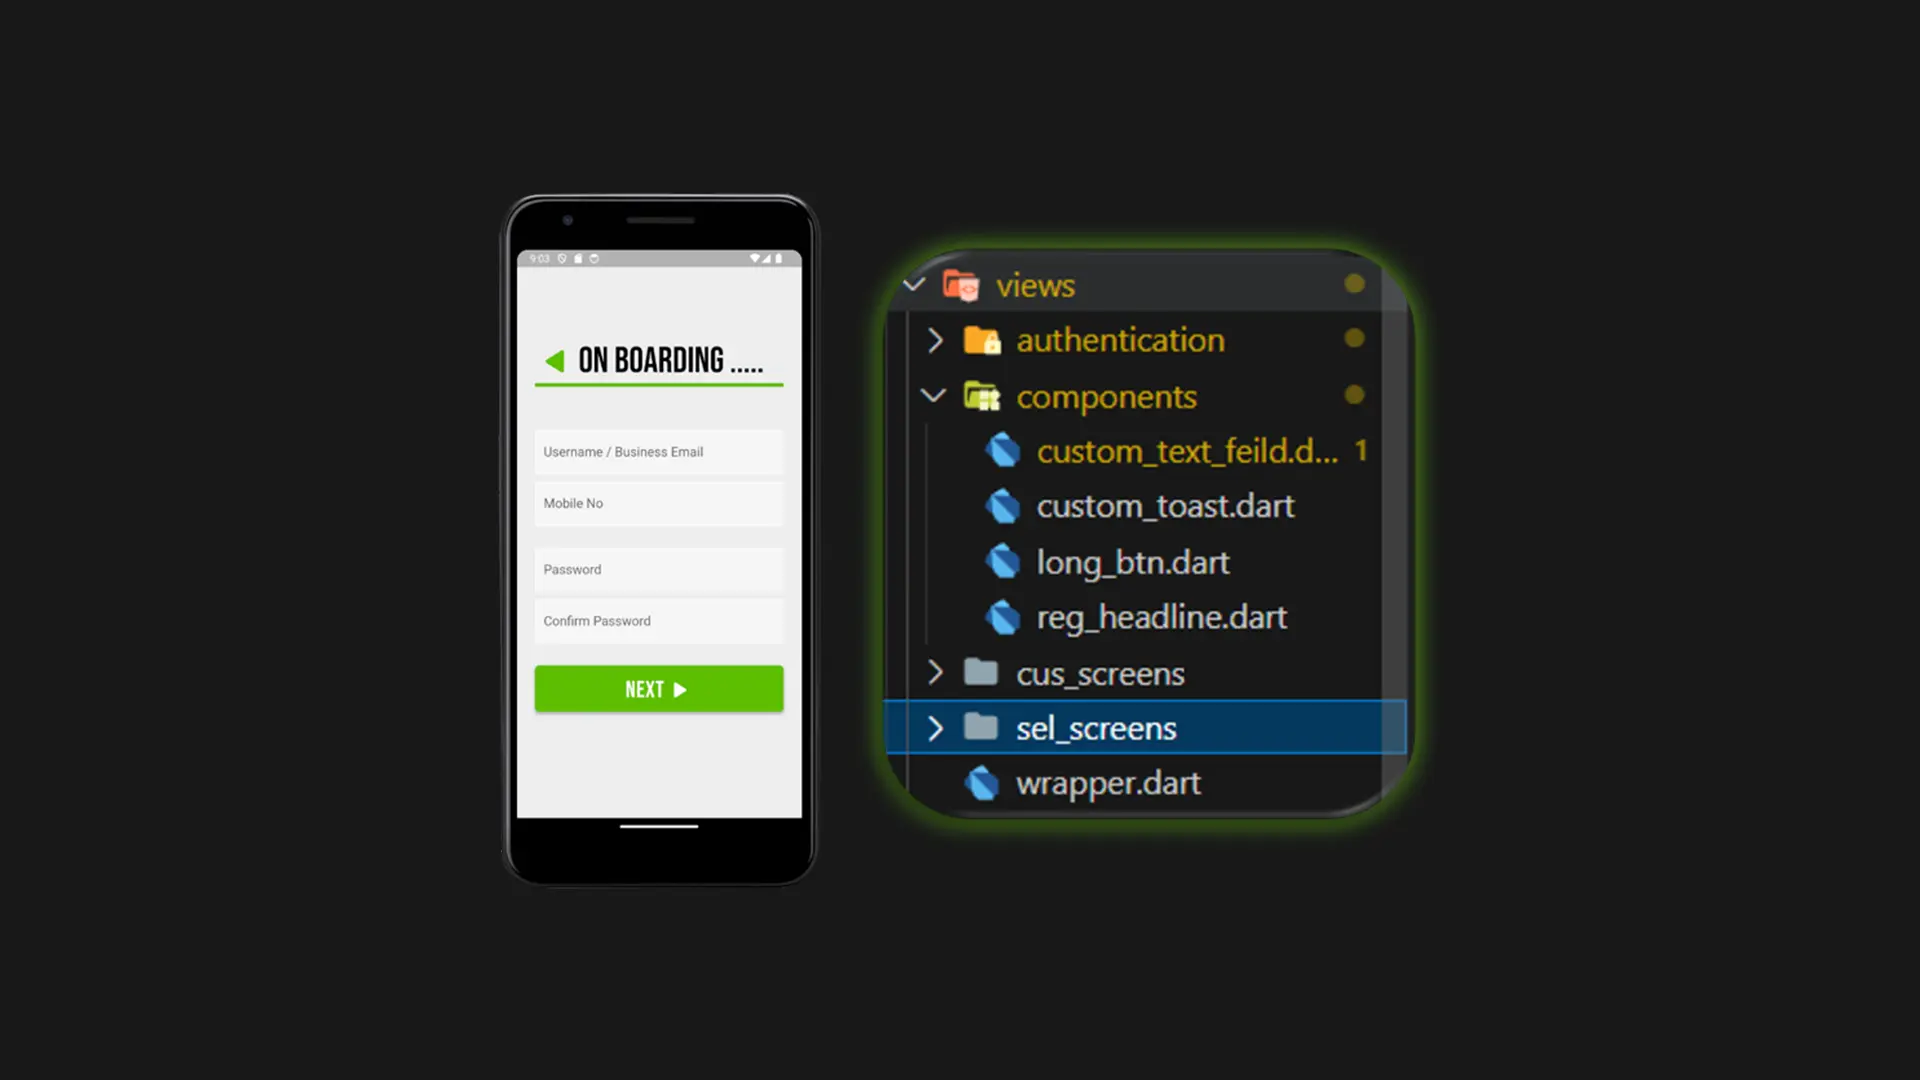 9:03
ON BOARDING .....
Username / Business Email
Mobile No
Password
Confirm Password
NEXT
views
authentication
components
custom_text_feild.d... 1
custom_toast.dart
long_btn.dart
reg_headline.dart
cus_screens
sel_screens
wrapper.dart